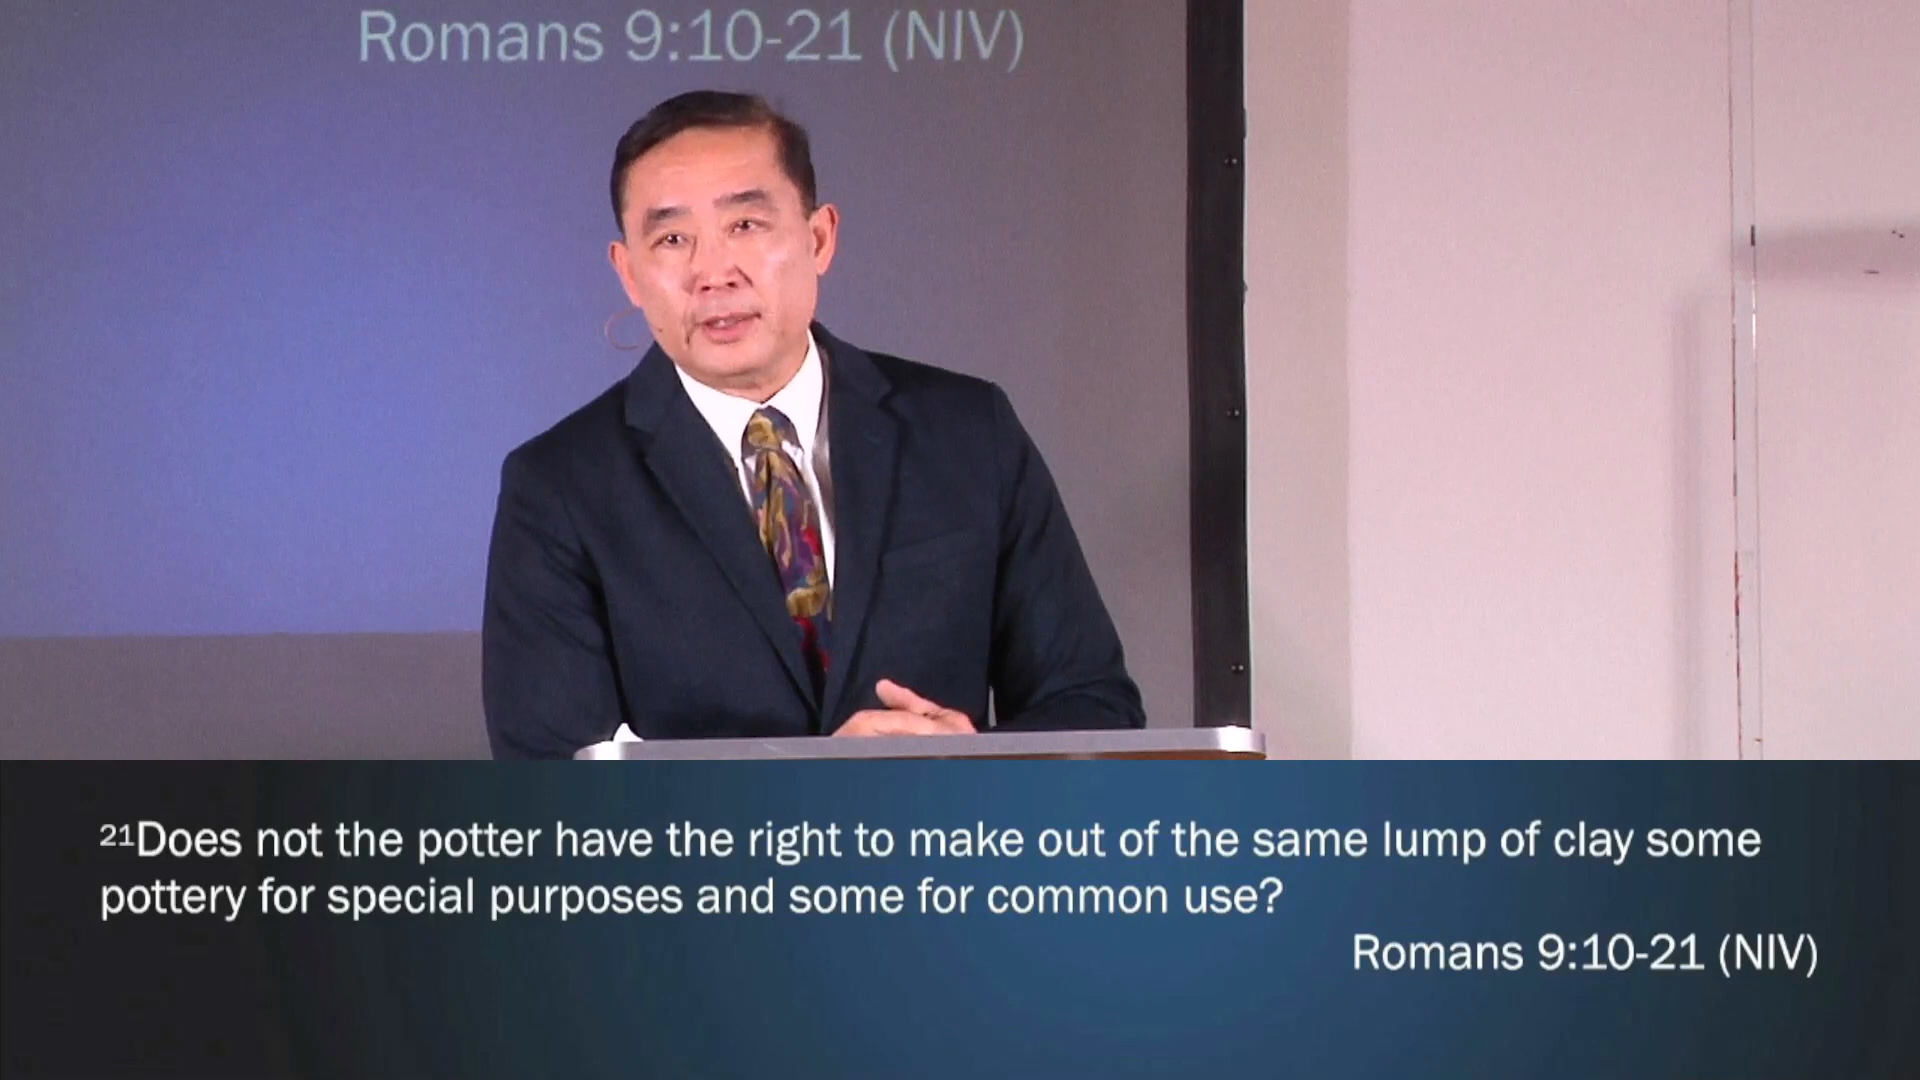 Romans 9:10-21 (NIV)
²¹Does not the potter have the right to make out of the same lump of clay some
pottery for special purposes and some for common use?
Romans 9:10-21 (NIV)